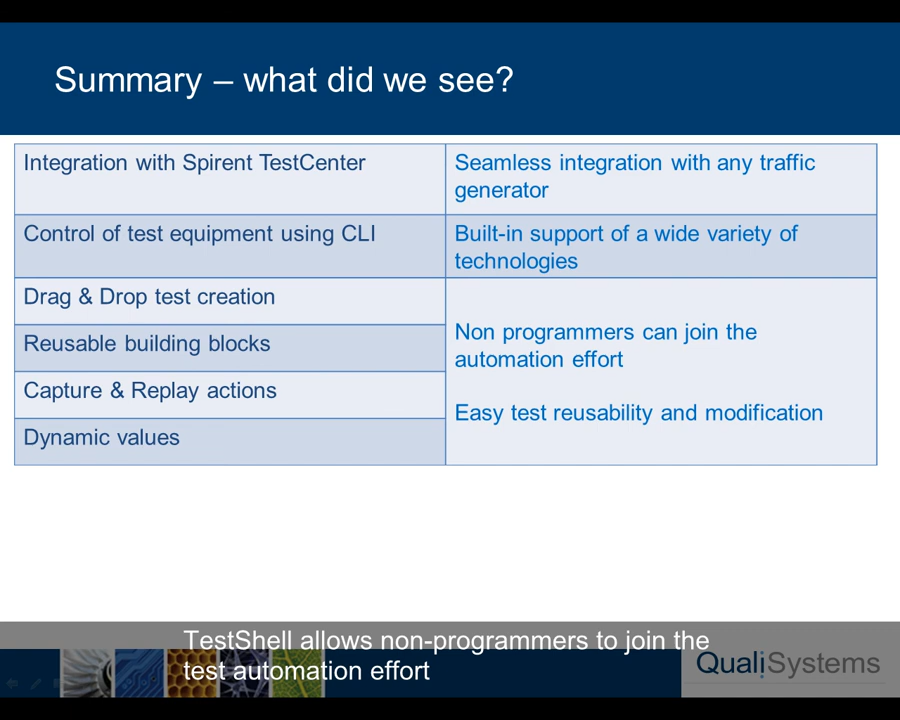 Summary – what did we see?
Integration with Spirent TestCenter
Seamless integration with any traffic
generator
Control of test equipment using CLI
Built-in support of a wide variety of
technologies
Drag & Drop test creation
Reusable building blocks
Capture & Replay actions
Dynamic values
Non programmers can join the
automation effort
Easy test reusability and modification
TestShell allows non-programmers to join the
test automation effort
QualiSystems